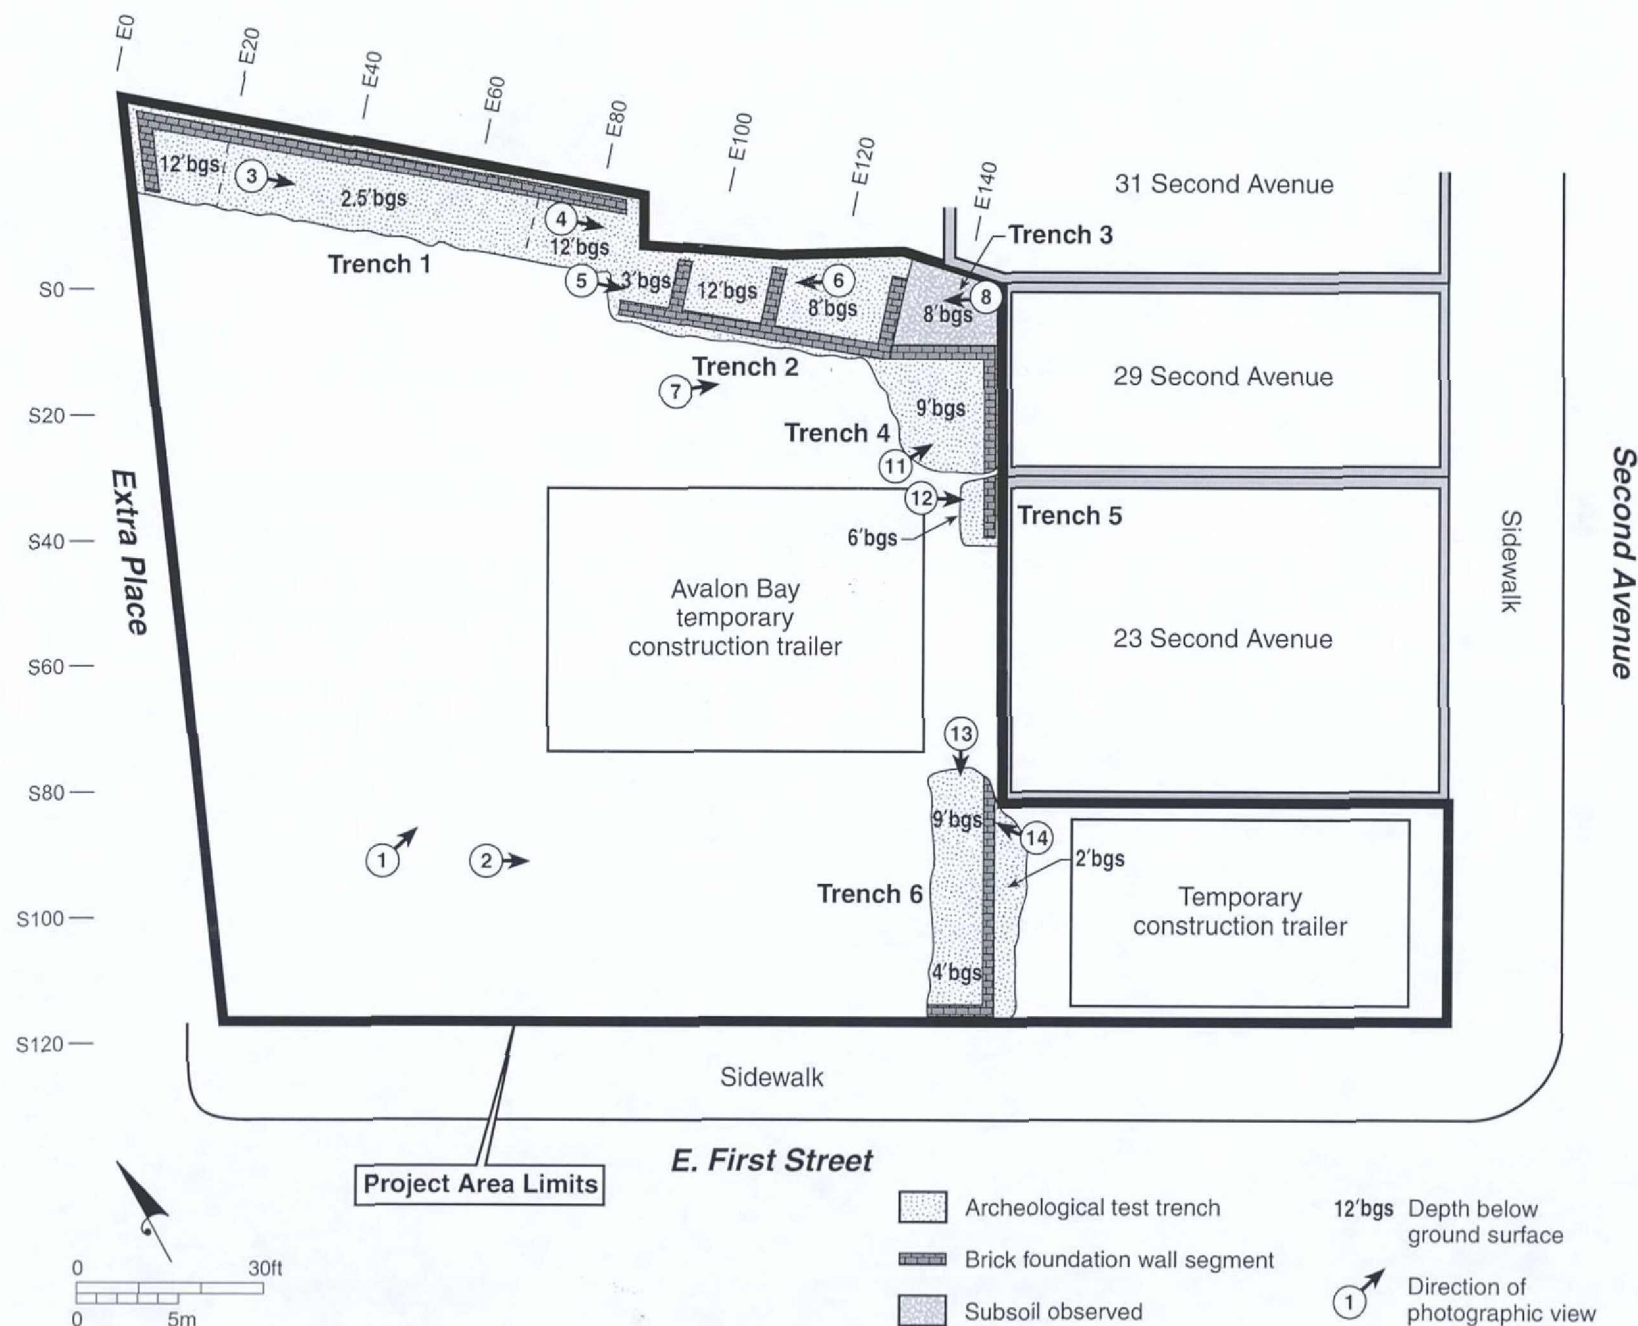 E0
E20
E40
E60
E80
E100
E120
E140
31 Second Avenue
Trench 3
12'bgs
3
2.5'bgs
4
12'bgs
Trench 1
S0
5
3'bgs
12'bgs
6
8'bgs
8
8'bgs
29 Second Avenue
Trench 2
7
9'bgs
S20
Trench 4
11
12
Trench 5
6'bgs
S40
Extra Place
Second Avenue
Sidewalk
Avalon Bay
temporary
construction trailer
23 Second Avenue
S60
13
S80
9'bgs
14
1
2
2'bgs
Trench 6
Temporary
construction trailer
S100
4'bgs
S120
Sidewalk
E. First Street
Project Area Limits
0
30ft
0
5m
Archeological test trench
Brick foundation wall segment
Subsoil observed
12'bgs
Depth below
ground surface
1
Direction of
photographic view